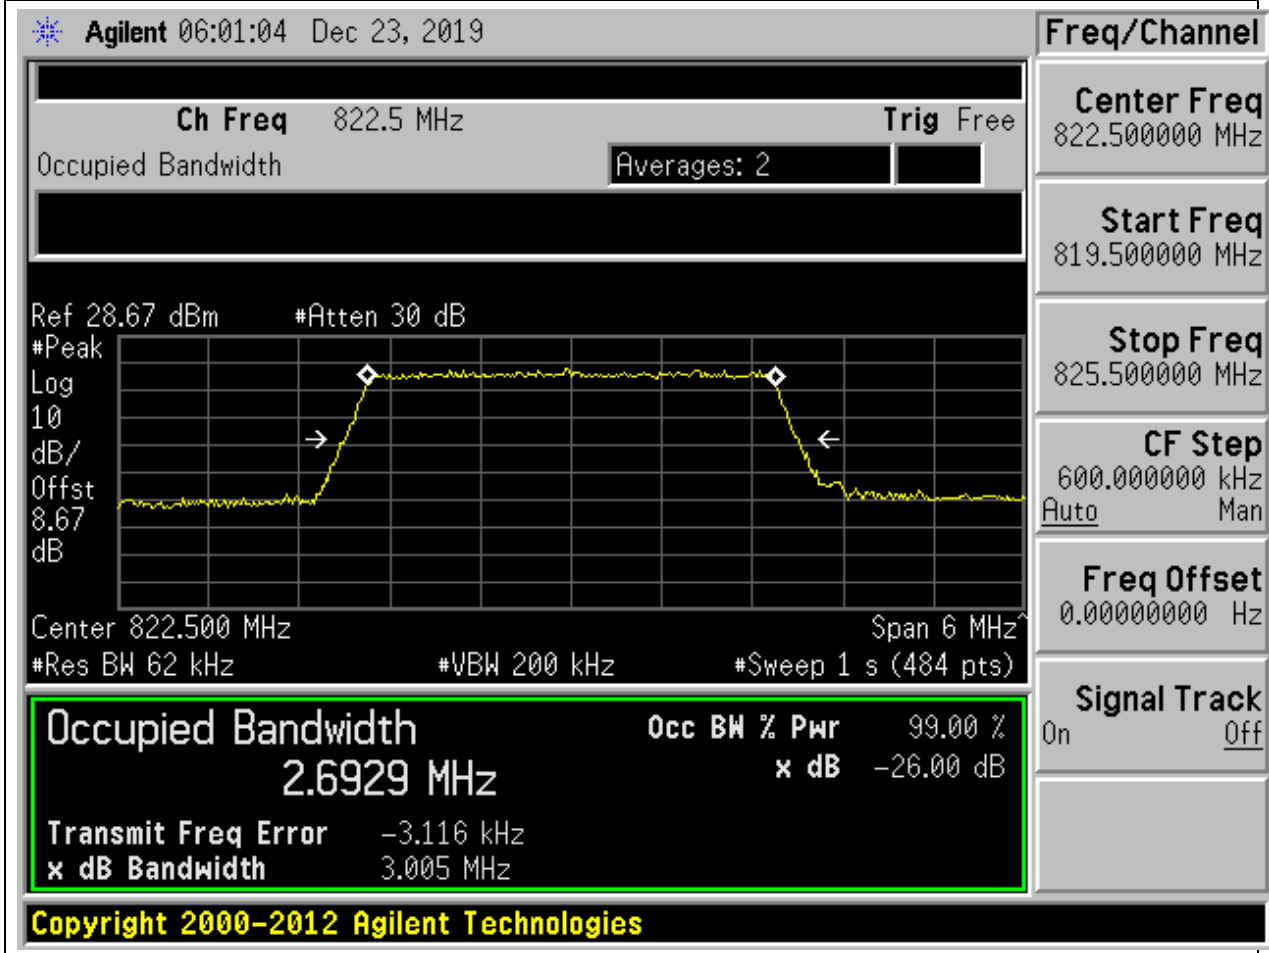 Agilent 06:01:04 Dec 23, 2019
Freq/Channel
Ch Freq 822.5 MHz Trig Free
Occupied Bandwidth Averages: 2
Center Freq
822.500000 MHz
Start Freq
819.500000 MHz
Stop Freq
825.500000 MHz
CF Step
600.000000 kHz
Auto Man
Freq Offset
0.00000000 Hz
Signal Track
On Off
Ref 28.67 dBm #Atten 30 dB
#Peak
Log
10
dB/
Offst
8.67
dB
Center 822.500 MHz Span 6 MHz^
#Res BW 62 kHz #VBW 200 kHz #Sweep 1 s (484 pts)
Occupied Bandwidth Occ BW % Pwr 99.00 %
2.6929 MHz x dB -26.00 dB
Transmit Freq Error -3.116 kHz
x dB Bandwidth 3.005 MHz
Copyright 2000-2012 Agilent Technologies